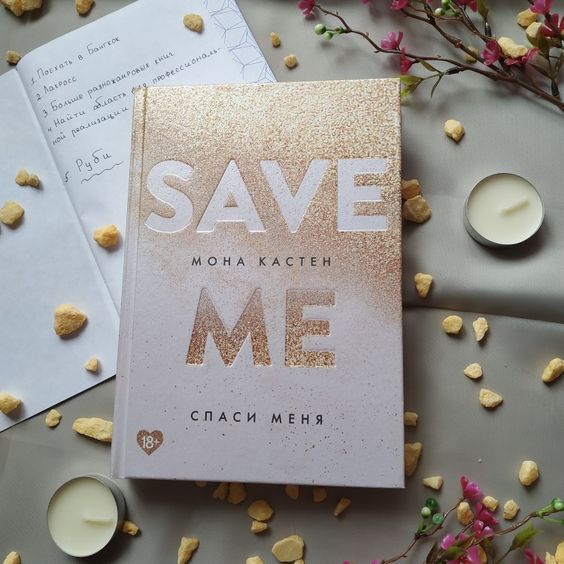 1. Поехать в Бангкок
2. Лакросс
3. Больше разножанровых книг
4. Найти область для профессиональ-
ной реализации
5. Руби
SAVE
МОНА КАСТЕН
ME
СПАСИ МЕНЯ
18+